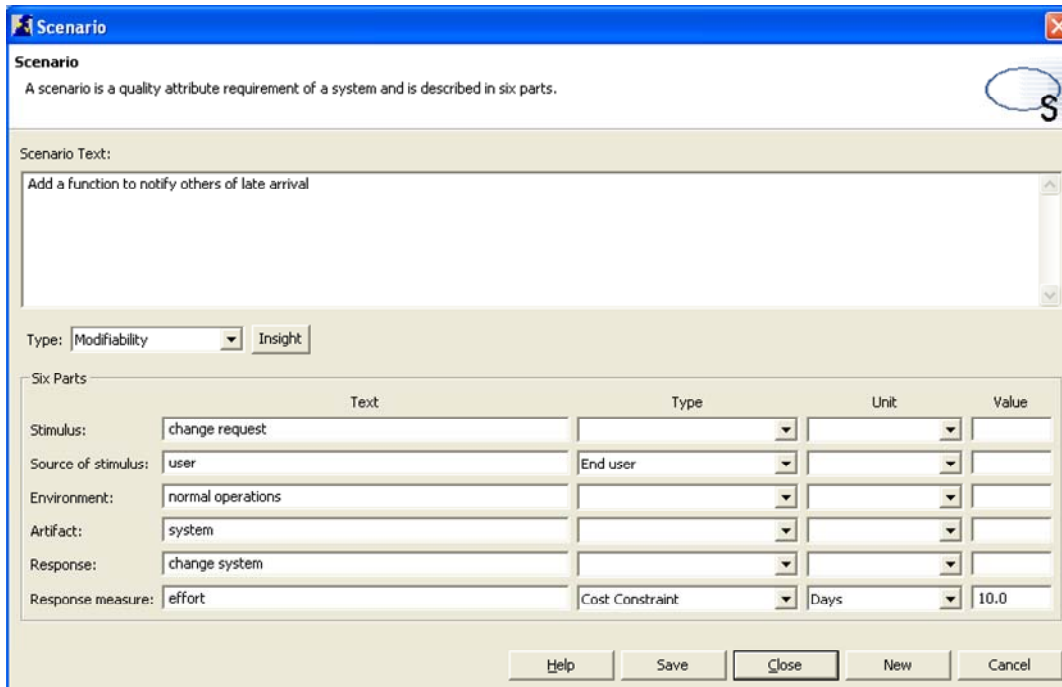 Scenario
Scenario
A scenario is a quality attribute requirement of a system and is described in six parts.
S
Scenario Text:
Add a function to notify others of late arrival
Type: Modifiability Insight
Six Parts
Text Type Unit Value
Stimulus: change request
Source of stimulus: user End user
Environment: normal operations
Artifact: system
Response: change system
Response measure: effort Cost Constraint Days 10.0
Help Save Close New Cancel